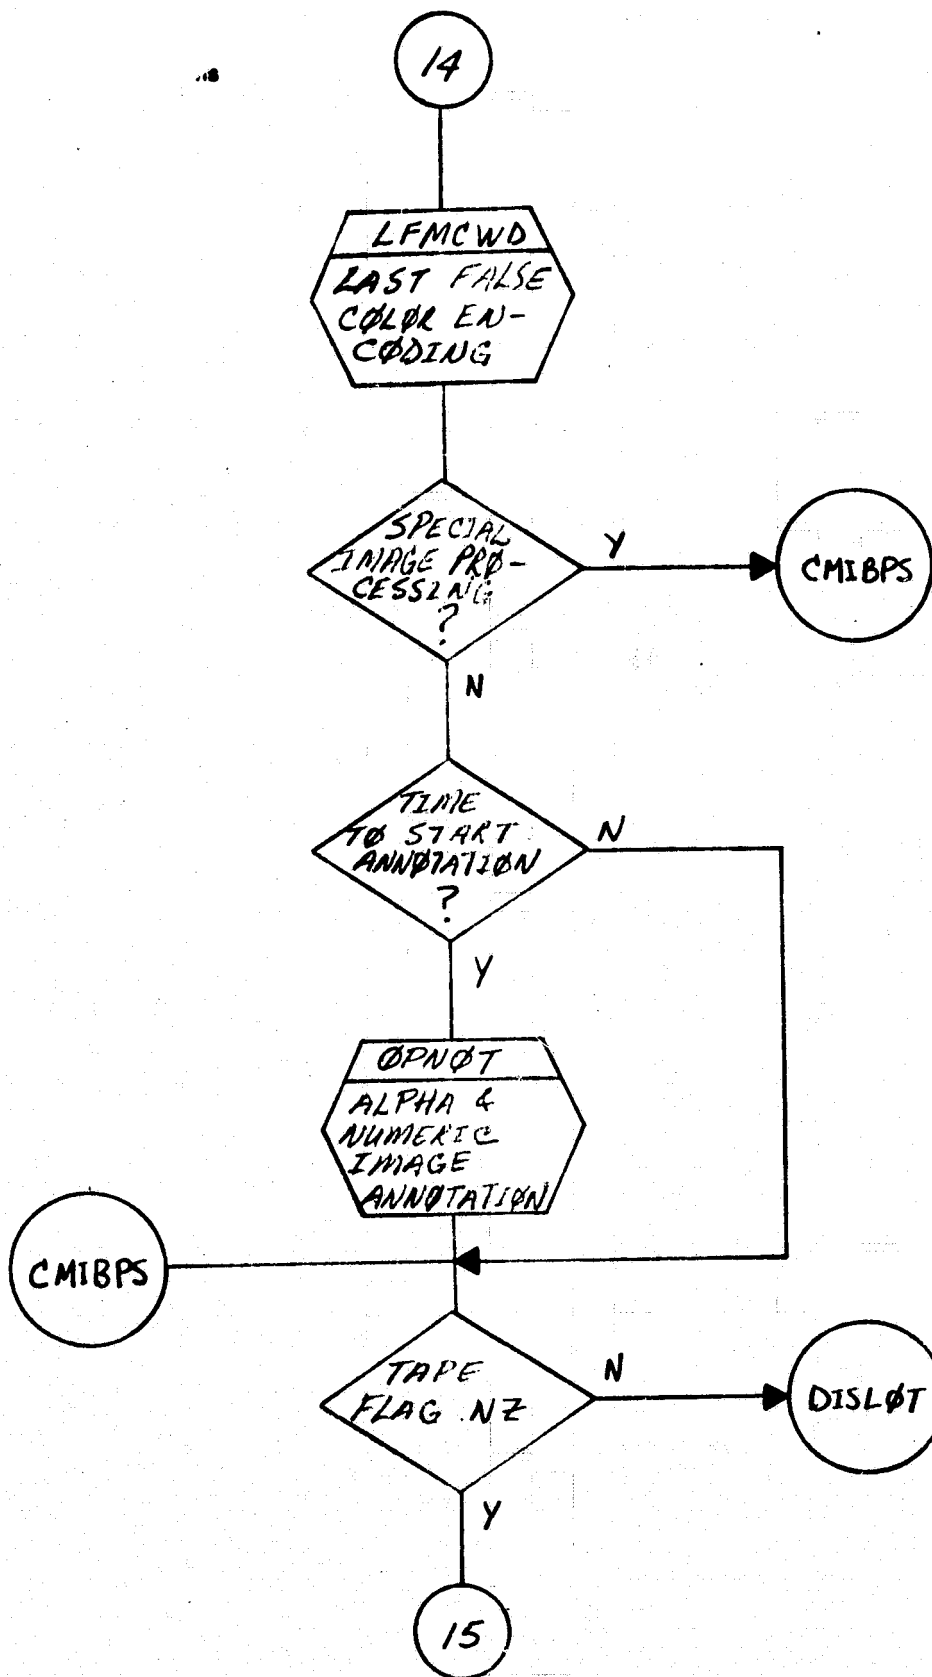 14
LFMCWD
LAST FALSE
CØLØR EN-
CØDING
SPECIAL
IMAGE PRØ-
CESSING
?
Y
CMIBPS
N
TIME
TØ START
ANNØTATIØN
?
N
Y
ØPNØT
ALPHA &
NUMERIC
IMAGE
ANNØTATIØN
CMIBPS
TAPE
FLAG .NZ
N
DISLØT
Y
15